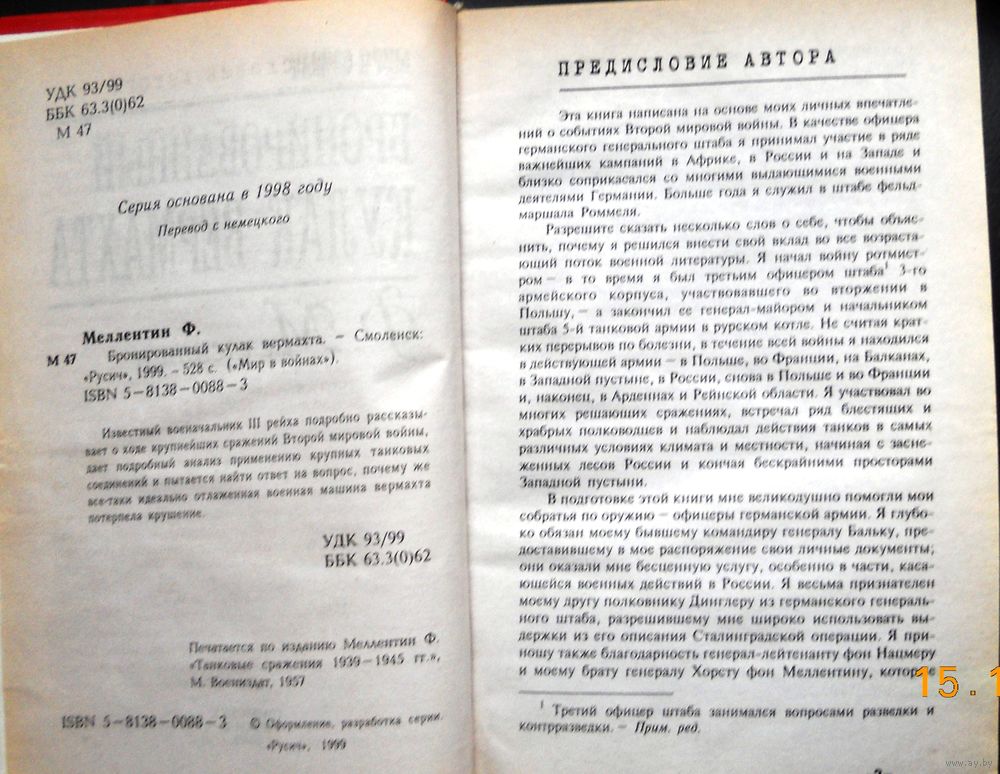 УДК 93/99
ББК 63.3(0)62
М 47
Серия основана в 1998 году
Перевод с немецкого
Меллентин Ф.
М 47 Бронированный кулак вермахта. – Смоленск:
«Русич», 1999. – 528 с. («Мир в войнах»).
ISBN 5–8138–0088–3
Известный военачальник III рейха подробно рассказы-
вает о ходе крупнейших сражений Второй мировой войны,
дает подробный анализ применению крупных танковых
соединений и пытается найти ответ на вопрос, почему же
все-таки идеально отлаженная военная машина вермахта
потерпела крушение.
УДК 93/99
ББК 63.3(0)62
Печатается по изданию Меллентин Ф.
«Танковые сражения 1939–1945 гг.»,
М. Воениздат, 1957
ISBN 5–8138–0088–3
© Оформление, разработка серии.
«Русич», 1999
ПРЕДИСЛОВИЕ АВТОРА
Эта книга написана на основе моих личных впечатле-
ний о событиях Второй мировой войны. В качестве офицера
германского генерального штаба я принимал участие в ряде
важнейших кампаний в Африке, в России и на Западе и
близко соприкасался со многими выдающимися военными
деятелями Германии. Больше года я служил в штабе фельд-
маршала Роммеля.
Разрешите сказать несколько слов о себе, чтобы объяс-
нить, почему я решился внести свой вклад во все возраста-
ющий поток военной литературы. Я начал войну ротмист-
ром – в то время я был третьим офицером штаба¹ 3-го
армейского корпуса, участвовавшего во вторжении в
Польшу, – а закончил ее генерал-майором и начальником
штаба 5-й танковой армии в рурском котле. Не считая крат-
ких перерывов по болезни, в течение всей войны я находился
в действующей армии – в Польше, во Франции, на Балканах,
в Западной пустыне, в России, снова в Польше и во Франции
и, наконец, в Арденнах и Рейнской области. Я участвовал во
многих решающих сражениях, встречал ряд блестящих и
храбрых полководцев и наблюдал действия танков в самых
различных условиях климата и местности, начиная с засне-
женных лесов России и кончая бескрайними просторами
Западной пустыни.
В подготовке этой книги мне великодушно помогли мои
собратья по оружию – офицеры германской армии. Я глубо-
ко обязан моему бывшему командиру генералу Бальку, пре-
доставившему в мое распоряжение свои личные документы;
они оказали мне бесценную услугу, особенно в части, каса-
ющейся военных действий в России. Я весьма признателен
моему другу полковнику Динглеру из германского генераль-
ного штаба, разрешившему мне широко использовать вы-
держки из его описания Сталинградской операции. Я при-
ношу также благодарность генерал-лейтенанту фон Нацмеру
и моему брату генералу Хорсту фон Меллентину, которые
¹ Третий офицер штаба занимался вопросами разведки и
контрразведки. – Прим. ред.
15.1
www.ay.by